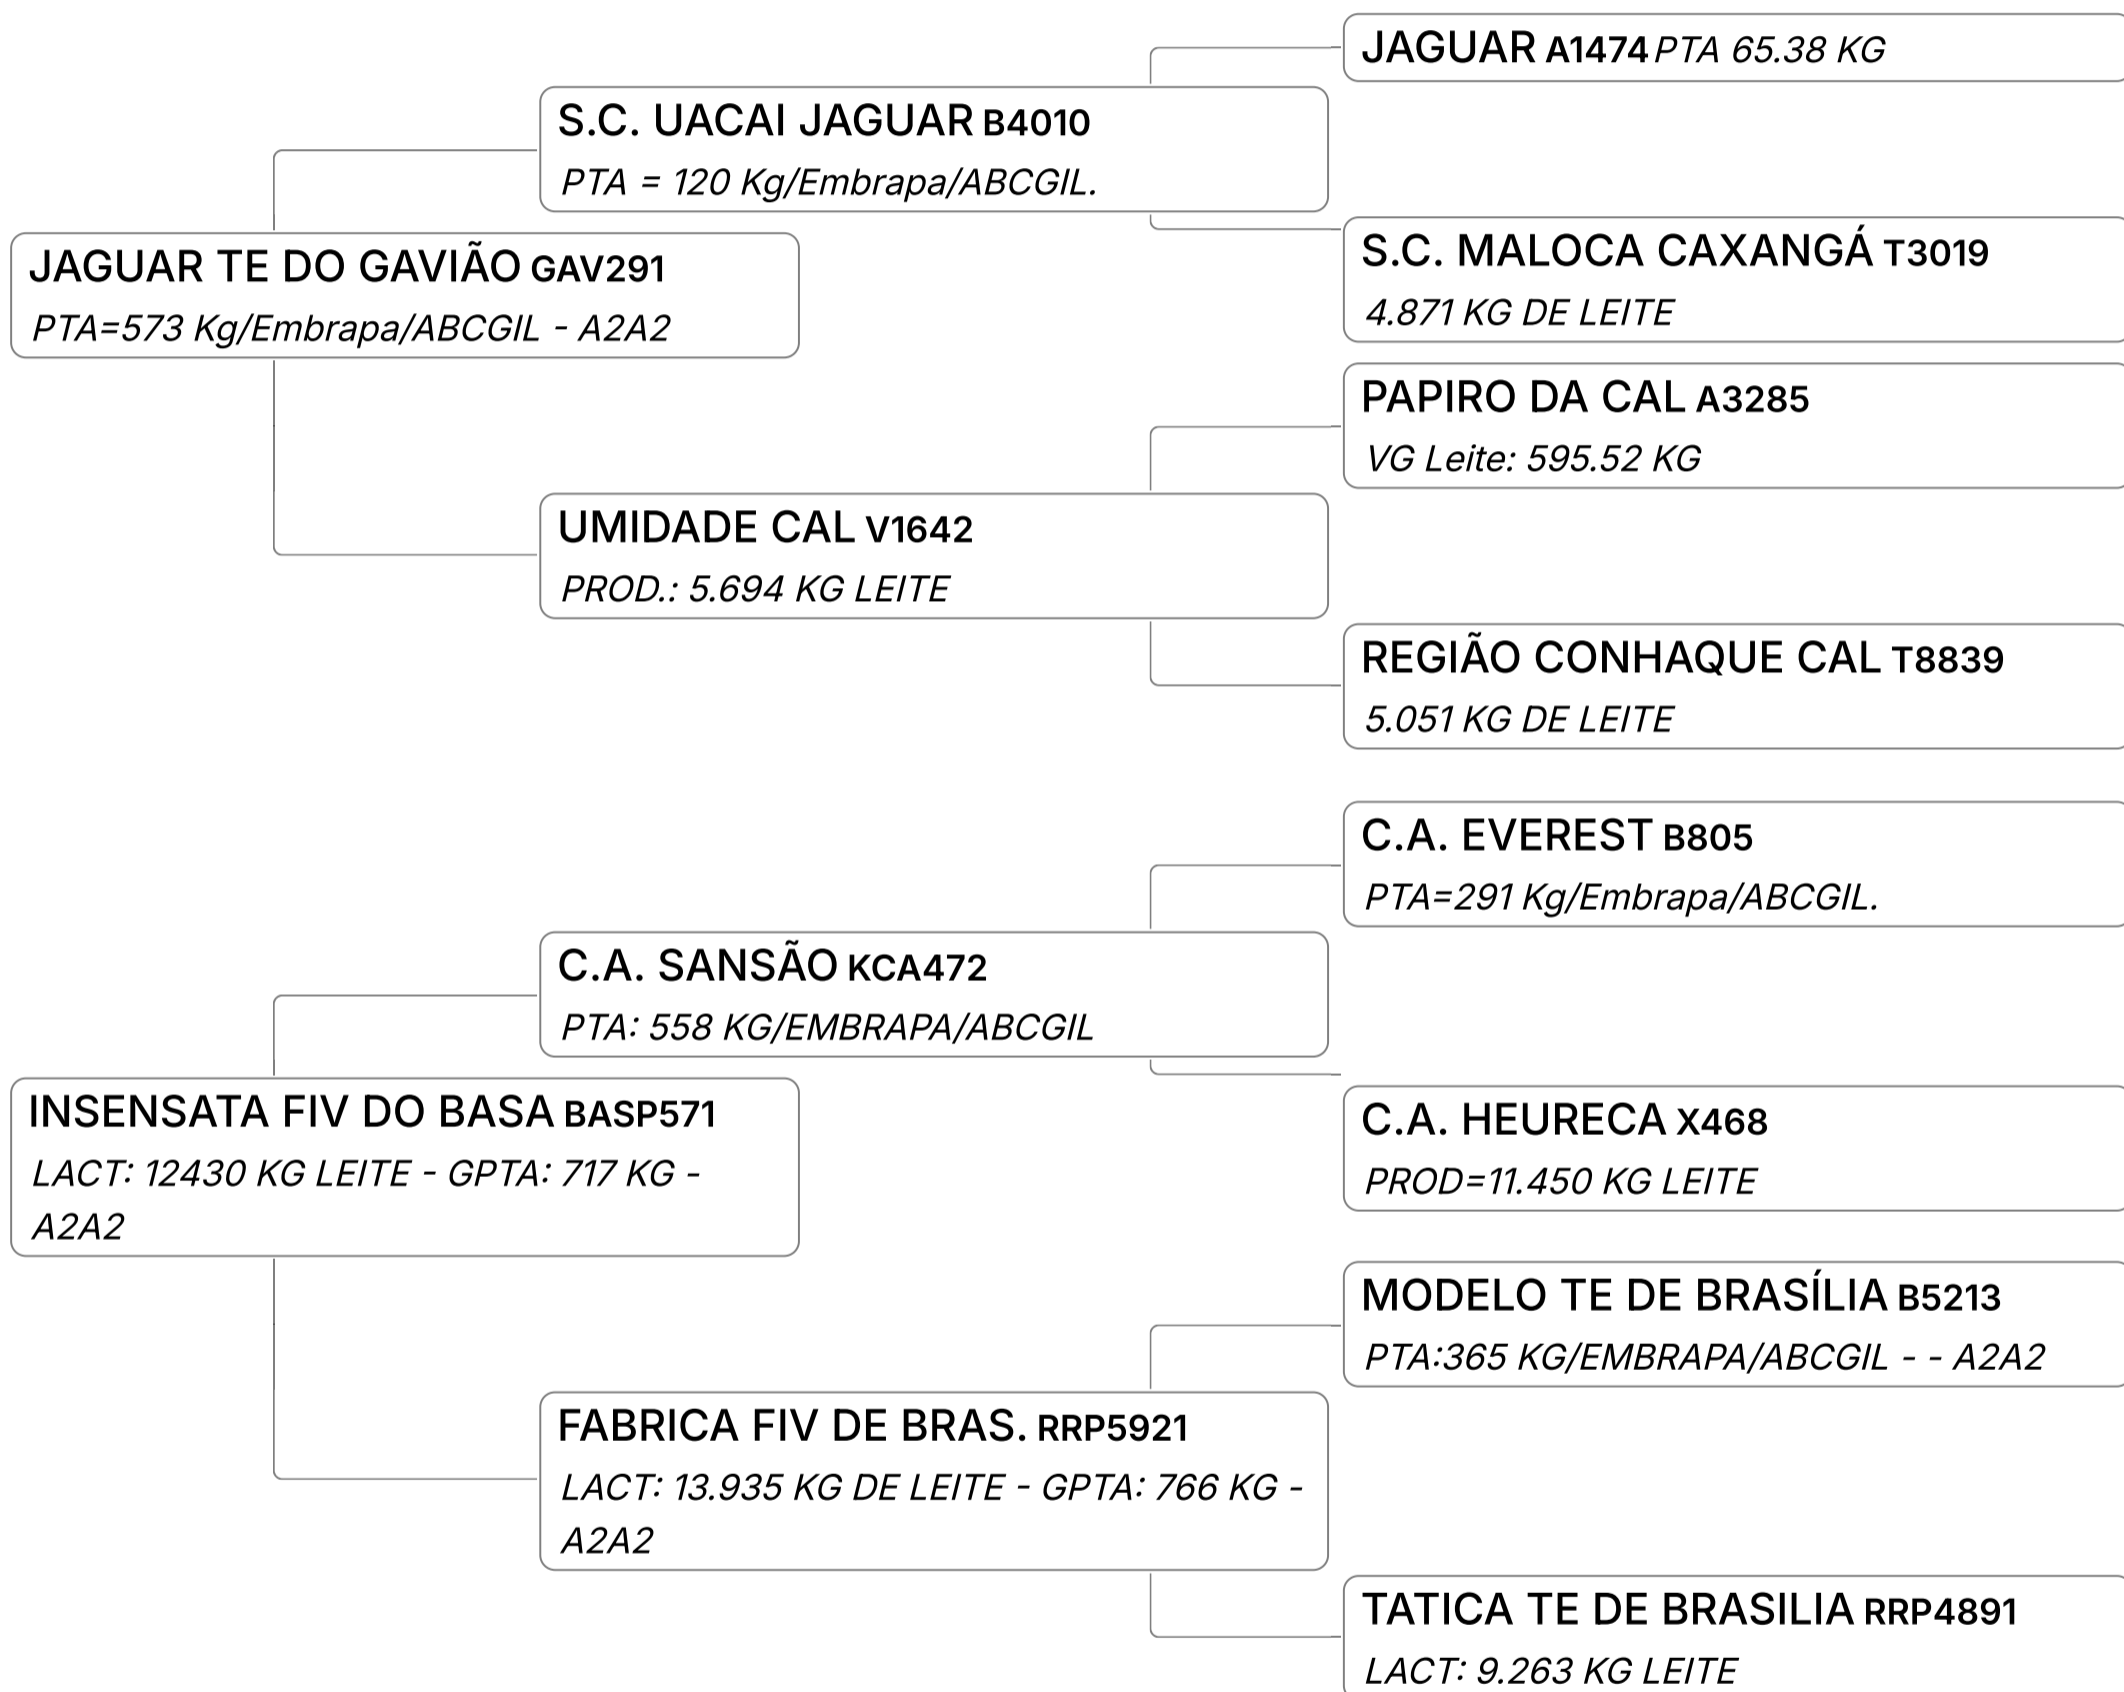 JAGUAR A1474 PTA 65.38 KG
S.C. UACAI JAGUAR B4010
PTA = 120 Kg/Embrapa/ABCGIL.
S.C. MALOCA CAXANGÁ T3019
4.871 KG DE LEITE
JAGUAR TE DO GAVIÃO GAV291
PTA=573 Kg/Embrapa/ABCGIL - A2A2
PAPIRO DA CAL A3285
VG Leite: 595.52 KG
UMIDADE CAL V1642
PROD.: 5.694 KG LEITE
REGIÃO CONHAQUE CAL T8839
5.051 KG DE LEITE
C.A. EVEREST B805
PTA=291 Kg/Embrapa/ABCGIL.
C.A. SANSÃO KCA472
PTA: 558 KG/EMBRAPA/ABCGIL
C.A. HEURECA X468
PROD=11.450 KG LEITE
INSENSATA FIV DO BASA BASP571
LACT: 12430 KG LEITE - GPTA: 717 KG -
A2A2
MODELO TE DE BRASÍLIA B5213
PTA:365 KG/EMBRAPA/ABCGIL - - A2A2
FABRICA FIV DE BRAS. RRP5921
LACT: 13.935 KG DE LEITE - GPTA: 766 KG -
A2A2
TATICA TE DE BRASILIA RRP4891
LACT: 9.263 KG LEITE